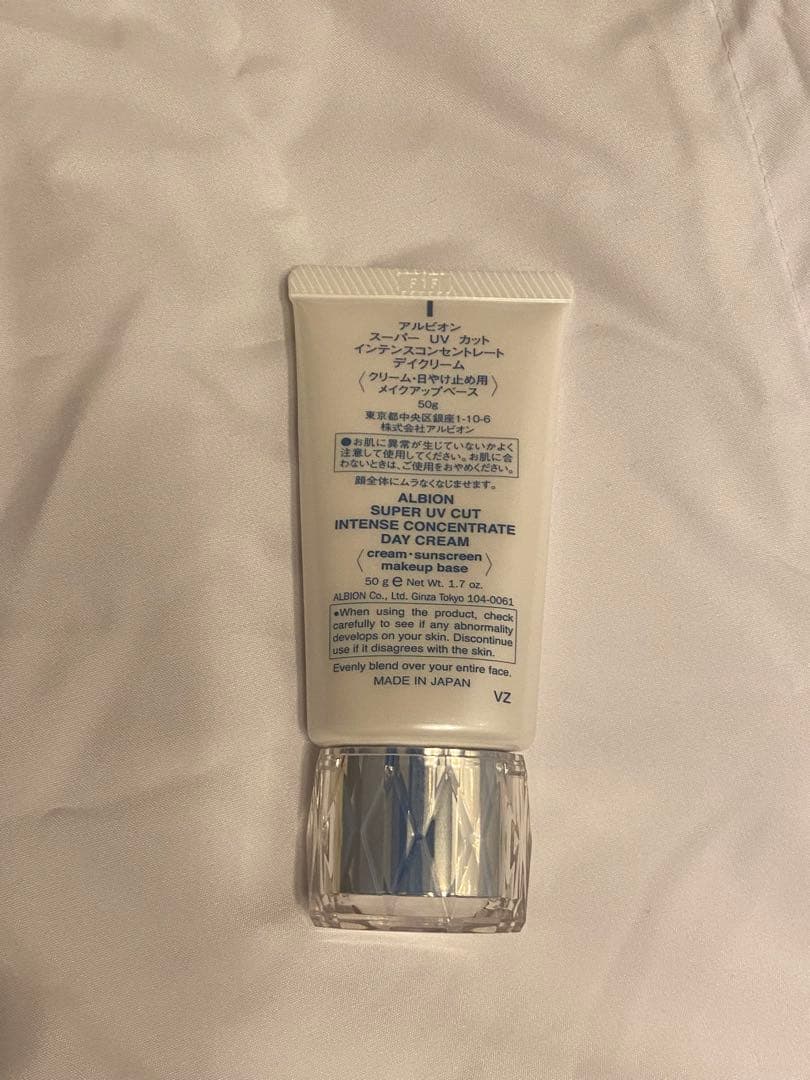 F1F
アルビオン
スーパー UV カット
インテンスコンセントレート
デイクリーム
〈クリーム・日やけ止め用
メイクアップベース〉
50g
東京都中央区銀座1-10-6
株式会社アルビオン
●お肌に異常が生じていないかよく
注意して使用してください。お肌に合
わないときは、ご使用をおやめください。
顔全体にムラなくなじませます。
ALBION
SUPER UV CUT
INTENSE CONCENTRATE
DAY CREAM
〈cream・sunscreen
makeup base〉
50 g e Net Wt. 1.7 oz.
ALBION Co., Ltd. Ginza Tokyo 104-0061
●When using the product, check
carefully to see if any abnormality
develops on your skin. Discontinue
use if it disagrees with the skin.
Evenly blend over your entire face.
MADE IN JAPAN
VZ